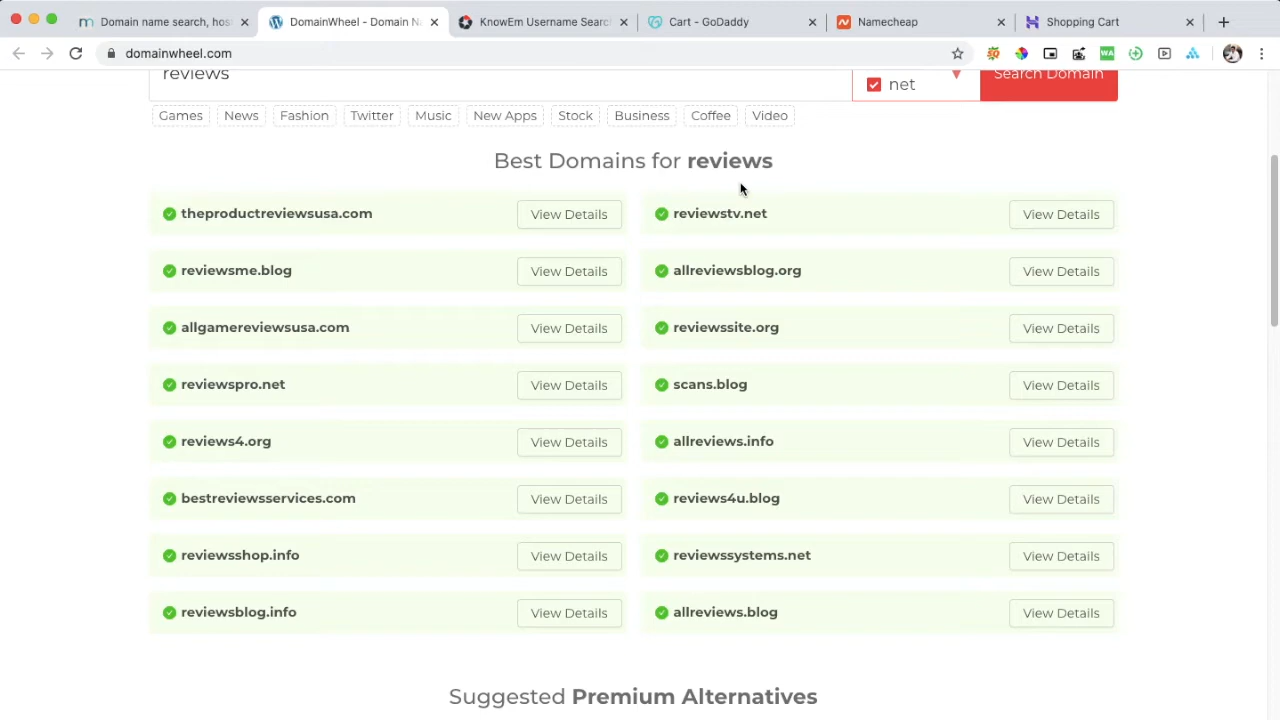 Domain name search, hos
DomainWheel - Domain Na
KnowEm Username Searc
Cart - GoDaddy
Namecheap
Shopping Cart
domainwheel.com
reviews
net
Search Domain
Games News Fashion Twitter Music New Apps Stock Business Coffee Video
Best Domains for reviews
theproductreviewsusa.com View Details
reviewstv.net View Details
reviewsme.blog View Details
allreviewsblog.org View Details
allgamereviewsusa.com View Details
reviewssite.org View Details
reviewspro.net View Details
scans.blog View Details
reviews4.org View Details
allreviews.info View Details
bestreviewsservices.com View Details
reviews4u.blog View Details
reviewsshop.info View Details
reviewssystems.net View Details
reviewsblog.info View Details
allreviews.blog View Details
Suggested Premium Alternatives